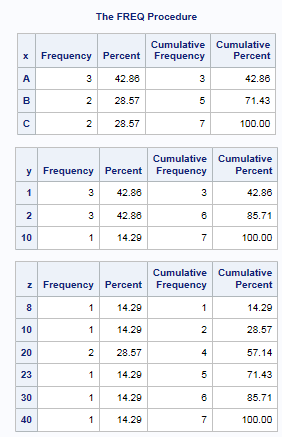 The FREQ Procedure
x Frequency Percent Cumulative Frequency Cumulative Percent
A 3 42.86 3 42.86
B 2 28.57 5 71.43
C 2 28.57 7 100.00
y Frequency Percent Cumulative Frequency Cumulative Percent
1 3 42.86 3 42.86
2 3 42.86 6 85.71
10 1 14.29 7 100.00
z Frequency Percent Cumulative Frequency Cumulative Percent
8 1 14.29 1 14.29
10 1 14.29 2 28.57
20 2 28.57 4 57.14
23 1 14.29 5 71.43
30 1 14.29 6 85.71
40 1 14.29 7 100.00